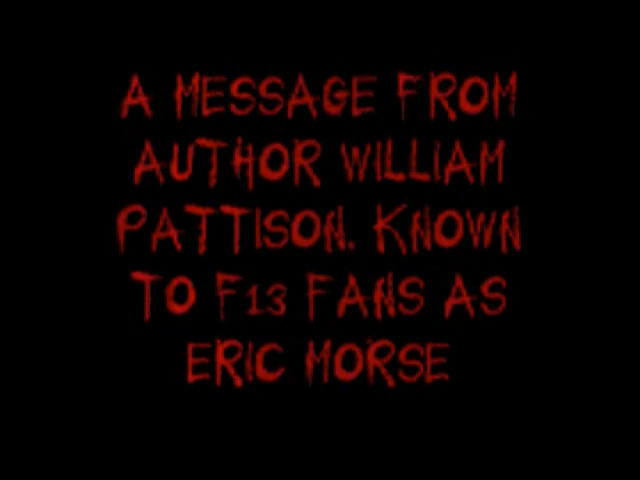 A MESSAGE FROM
AUTHOR WILLIAM
PATTISON. KNOWN
TO F13 FANS AS
ERIC MORSE